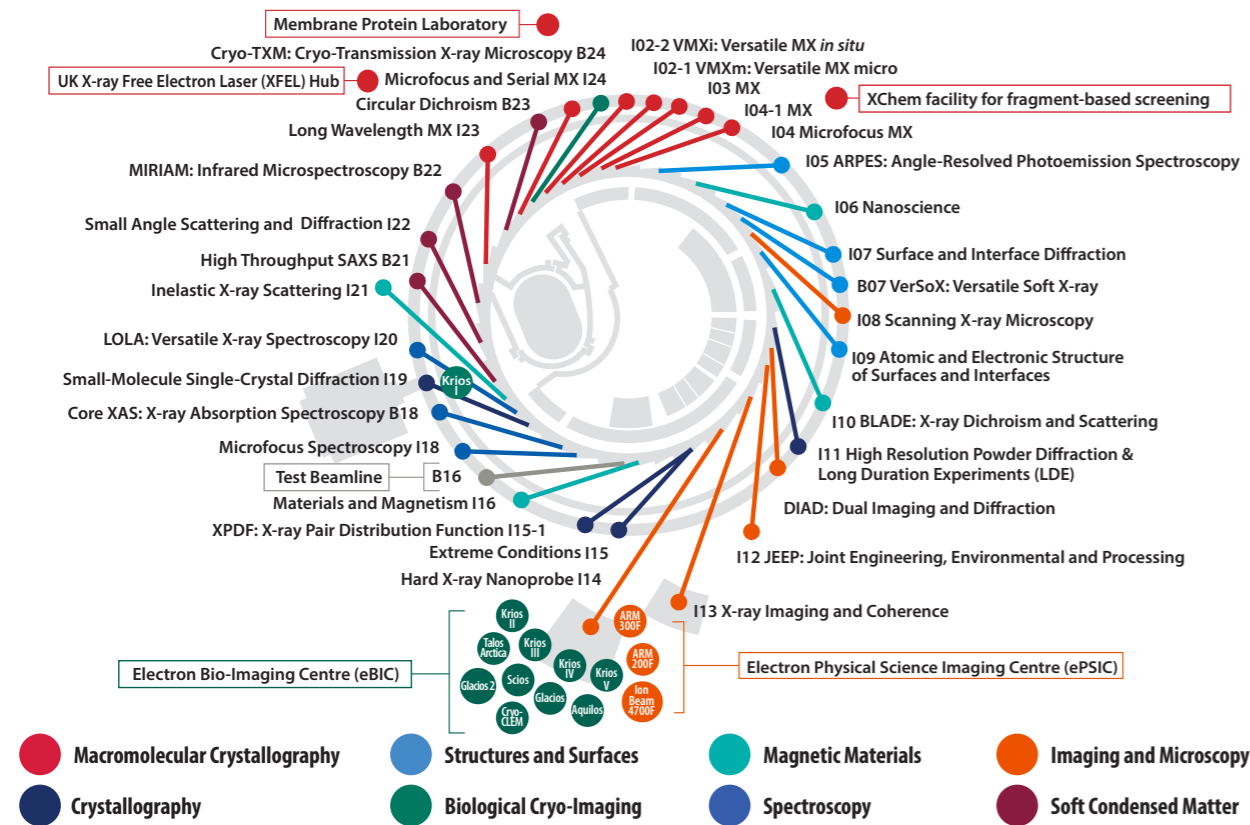 Membrane Protein Laboratory
Cryo-TXM: Cryo-Transmission X-ray Microscopy B24
UK X-ray Free Electron Laser (XFEL) Hub
Microfocus and Serial MX I24
Circular Dichroism B23
Long Wavelength MX I23
MIRIAM: Infrared Microspectroscopy B22
Small Angle Scattering and Diffraction I22
High Throughput SAXS B21
Inelastic X-ray Scattering I21
LOLA: Versatile X-ray Spectroscopy I20
Small-Molecule Single-Crystal Diffraction I19
Krios
I
Core XAS: X-ray Absorption Spectroscopy B18
Microfocus Spectroscopy I18
Test Beamline
B16
Materials and Magnetism I16
XPDF: X-ray Pair Distribution Function I15-1
Extreme Conditions I15
Hard X-ray Nanoprobe I14
I02-2 VMXi: Versatile MX in situ
I02-1 VMXm: Versatile MX micro
I03 MX
I04-1 MX
XChem facility for fragment-based screening
I04 Microfocus MX
I05 ARPES: Angle-Resolved Photoemission Spectroscopy
I06 Nanoscience
I07 Surface and Interface Diffraction
B07 VerSoX: Versatile Soft X-ray
I08 Scanning X-ray Microscopy
I09 Atomic and Electronic Structure
of Surfaces and Interfaces
I10 BLADE: X-ray Dichroism and Scattering
I11 High Resolution Powder Diffraction &
Long Duration Experiments (LDE)
DIAD: Dual Imaging and Diffraction
I12 JEEP: Joint Engineering, Environmental and Processing
I13 X-ray Imaging and Coherence
Electron Bio-Imaging Centre (eBIC)
Krios
II
Talos
Arctica
Krios
III
Krios
IV
Krios
V
Glacios 2
Scios
Glacios
Aquilos
Cryo-
CLEM
ARM
300F
ARM
200F
Ion
Beam
4700F
Electron Physical Science Imaging Centre (ePSIC)
Macromolecular Crystallography
Structures and Surfaces
Magnetic Materials
Imaging and Microscopy
Crystallography
Biological Cryo-Imaging
Spectroscopy
Soft Condensed Matter